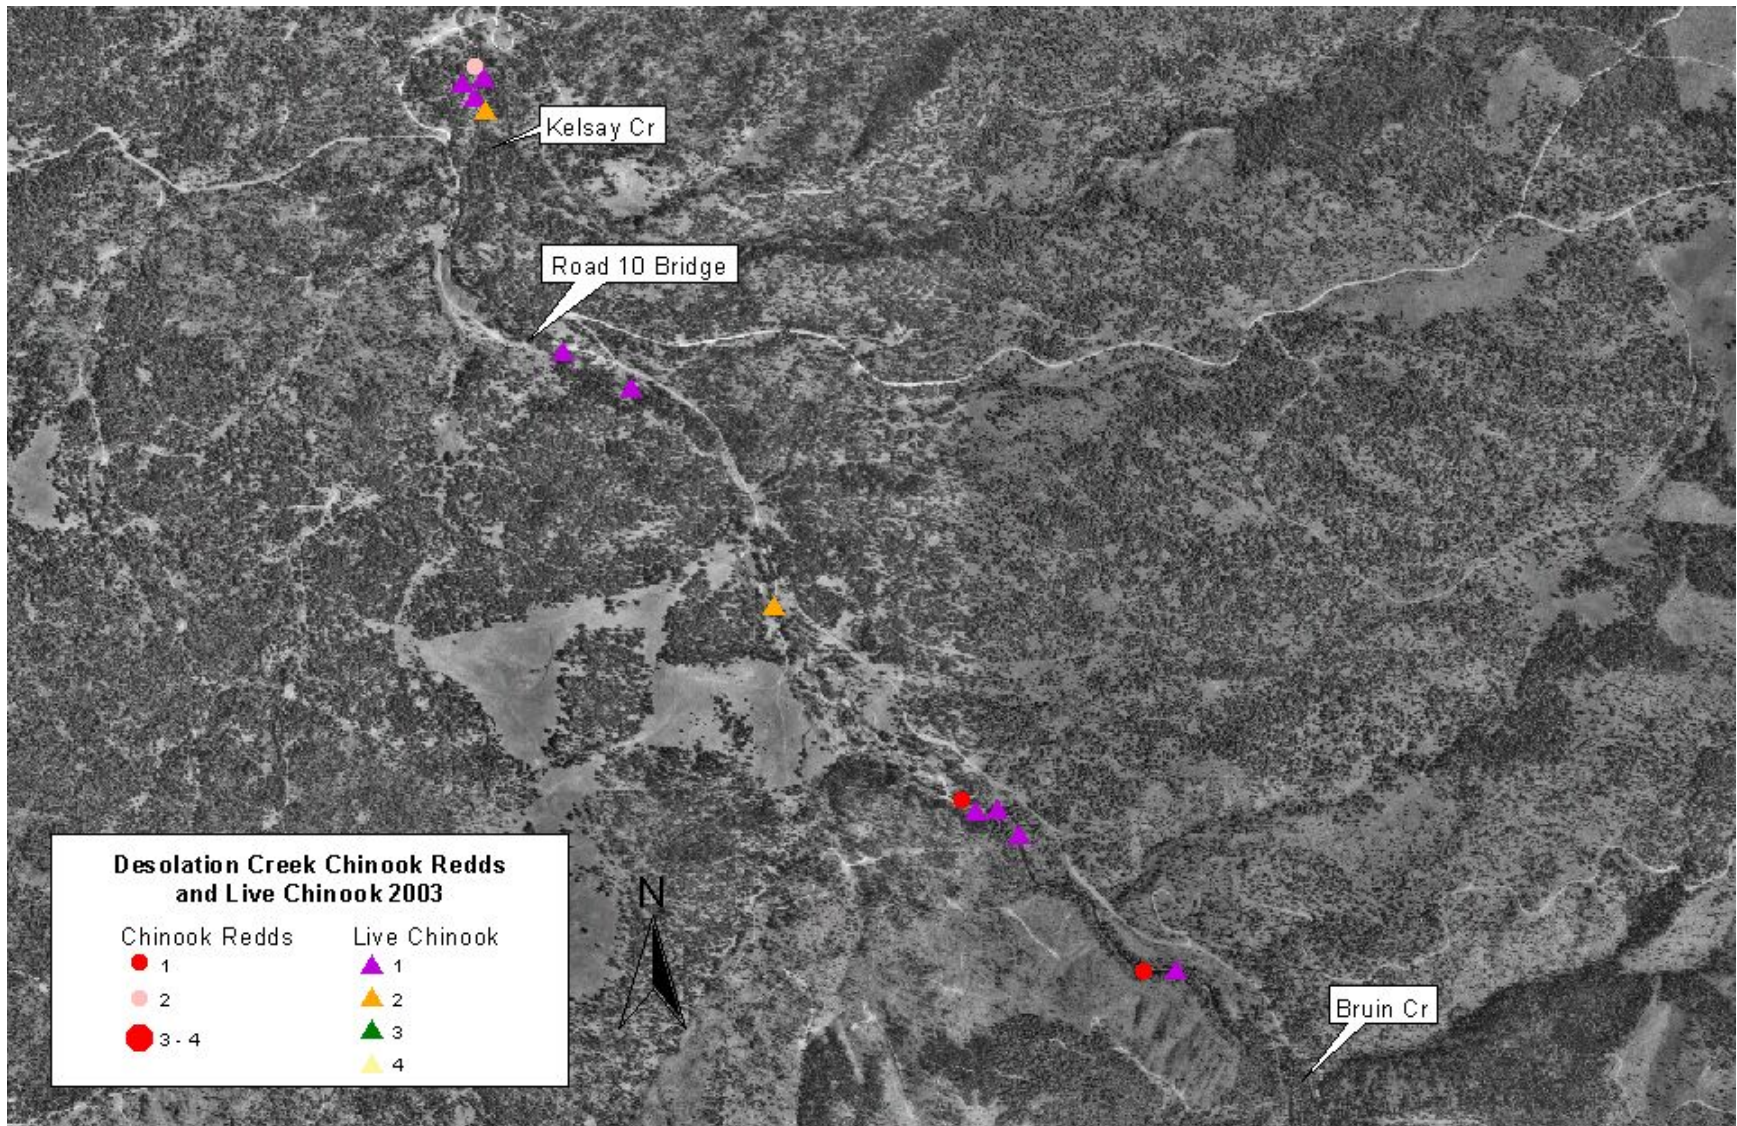 Kelsay Cr
Road 10 Bridge
Desolation Creek Chinook Redds
and Live Chinook 2003
N
Chinook Redds
Live Chinook
1
1
2
2
3 - 4
3
4
Bruin Cr